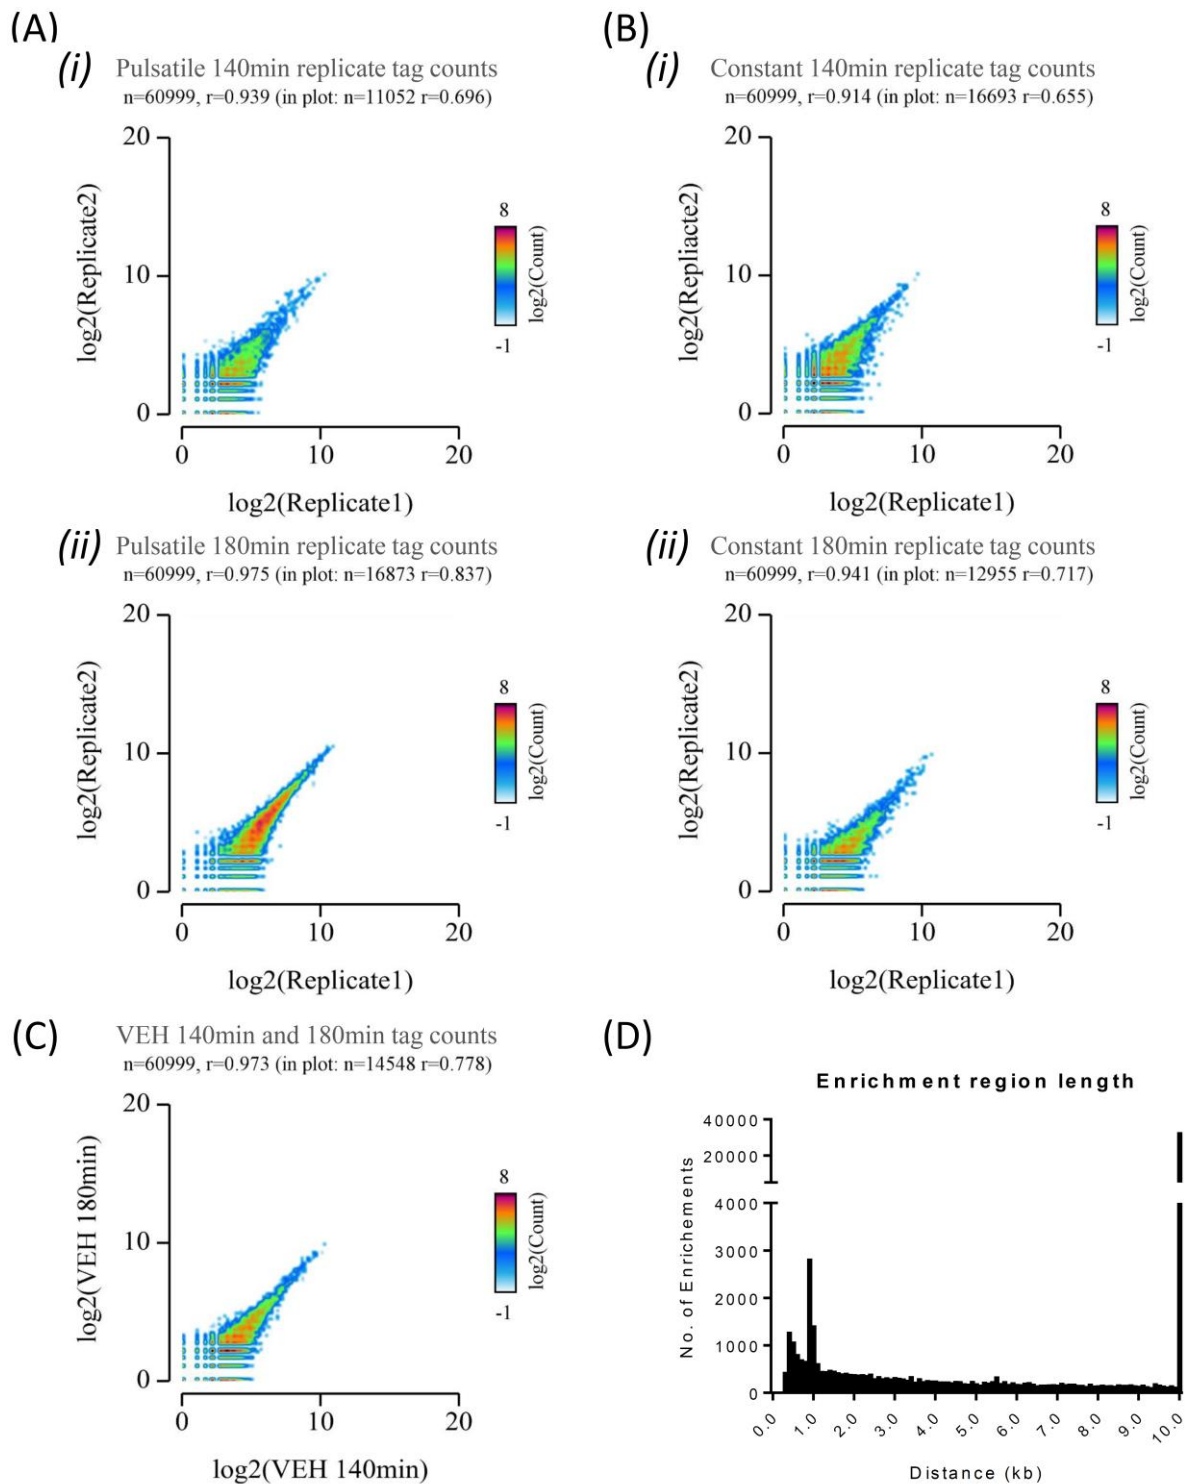 (A)
(i) Pulsatile 140min replicate tag counts
n=60999, r=0.939 (in plot: n=11052 r=0.696)
20
10
0
log2(Replicate2)
8
log2(Count)
-1
0 10 20
log2(Replicate1)
(B)
(i) Constant 140min replicate tag counts
n=60999, r=0.914 (in plot: n=16693 r=0.655)
20
10
0
log2(Repliacte2)
8
log2(Count)
-1
0 10 20
log2(Replicate1)
(ii) Pulsatile 180min replicate tag counts
n=60999, r=0.975 (in plot: n=16873 r=0.837)
20
10
0
log2(Replicate2)
8
log2(Count)
-1
0 10 20
log2(Replicate1)
(ii) Constant 180min replicate tag counts
n=60999, r=0.941 (in plot: n=12955 r=0.717)
20
10
0
log2(Replicate2)
8
log2(Count)
-1
0 10 20
log2(Replicate1)
(C)
VEH 140min and 180min tag counts
n=60999, r=0.973 (in plot: n=14548 r=0.778)
20
10
0
log2(VEH 180min)
8
log2(Count)
-1
0 10 20
log2(VEH 140min)
(D)
Enrichment region length
40000
20000
4000
3000
2000
1000
0
No. of Enrichements
0.0 1.0 2.0 3.0 4.0 5.0 6.0 7.0 8.0 9.0 10.0
Distance (kb)